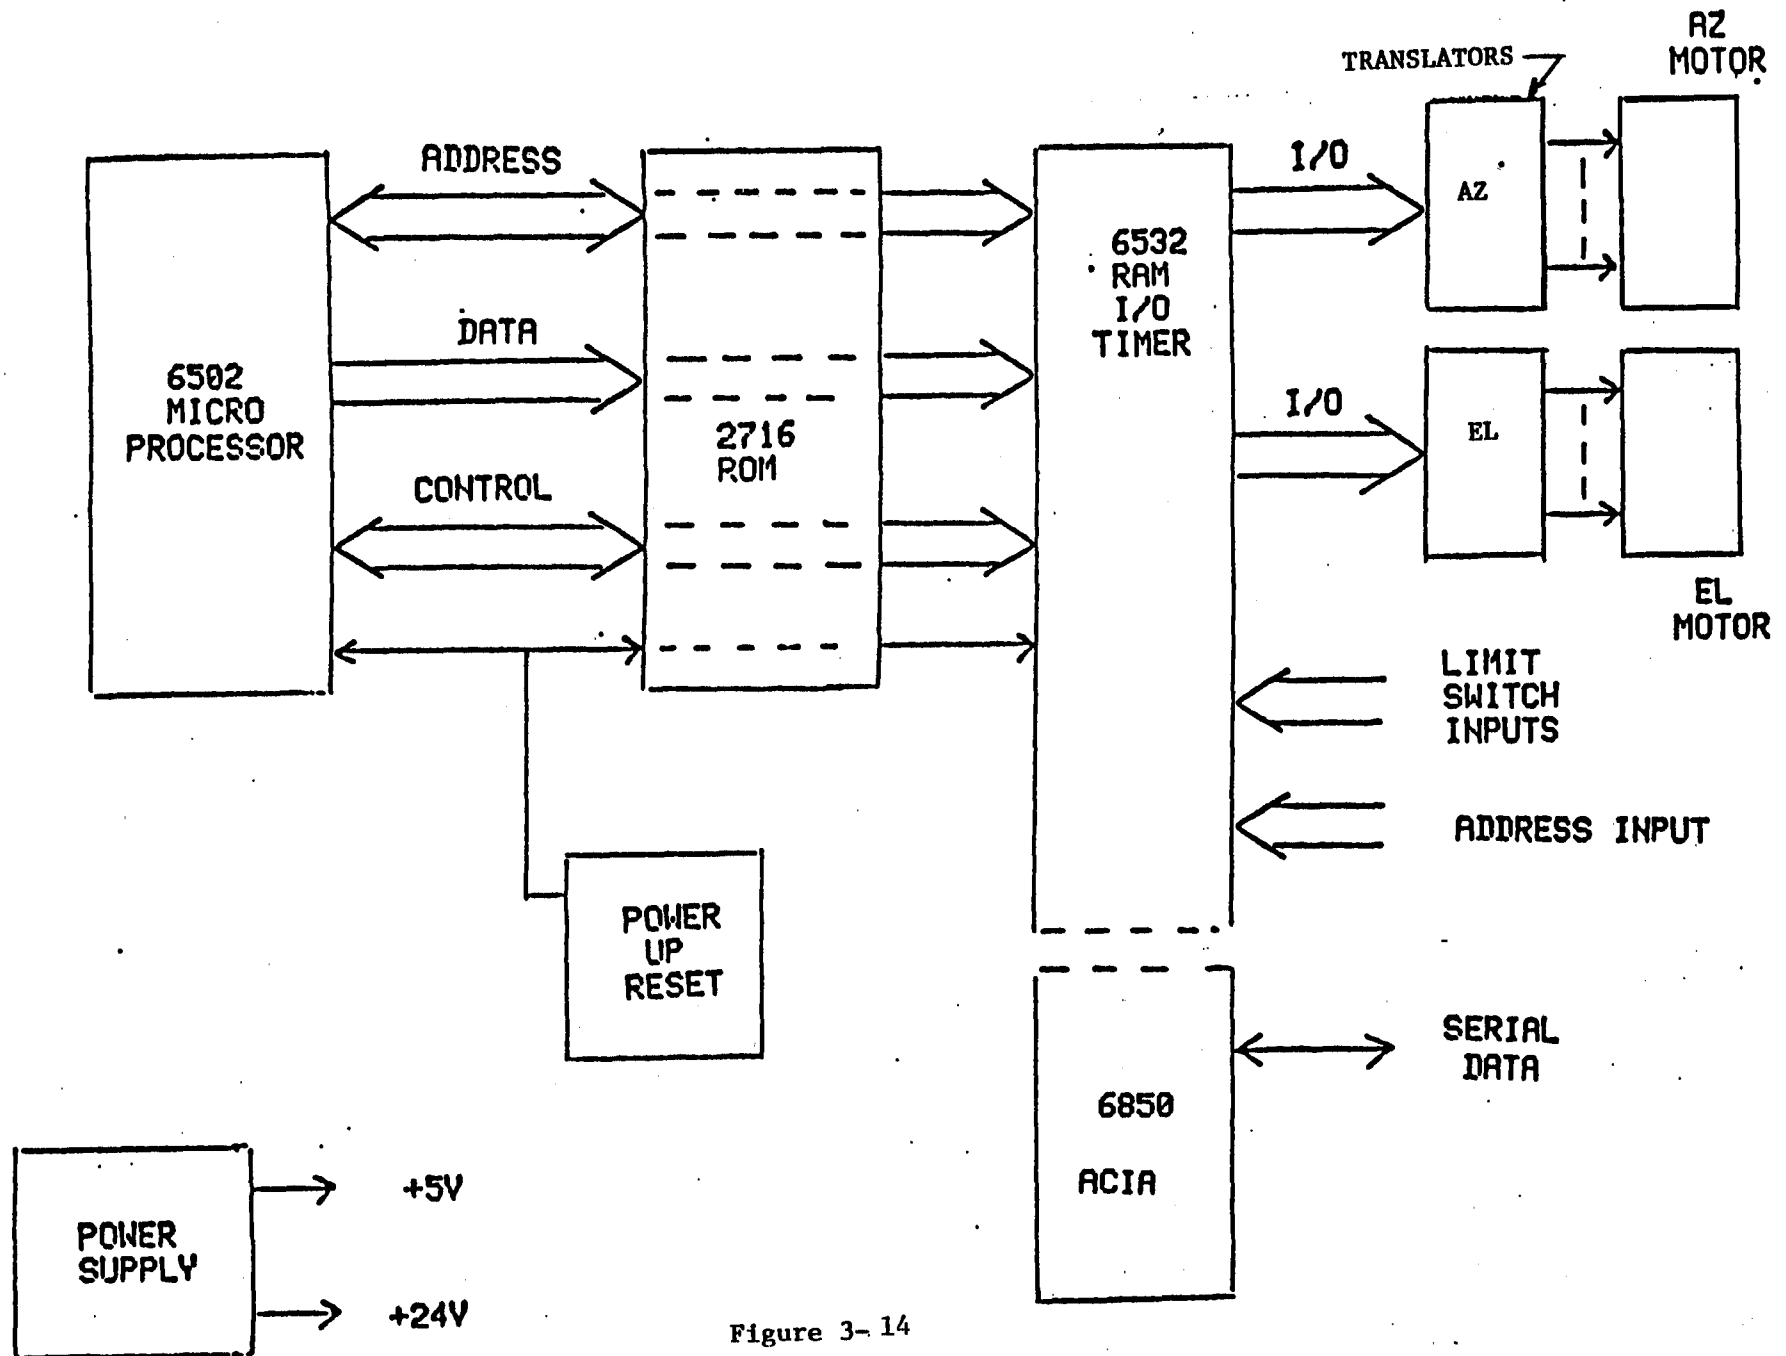 AZ
MOTOR
TRANSLATORS
ADDRESS
I/O
AZ
6532
RAM
I/O
TIMER
DATA
6502
MICRO
PROCESSOR
2716
ROM
I/O
EL
CONTROL
EL
MOTOR
LIMIT
SWITCH
INPUTS
ADDRESS INPUT
POWER
UP
RESET
SERIAL
DATA
6850
ACIA
POWER
SUPPLY
+5V
+24V
Figure 3-14